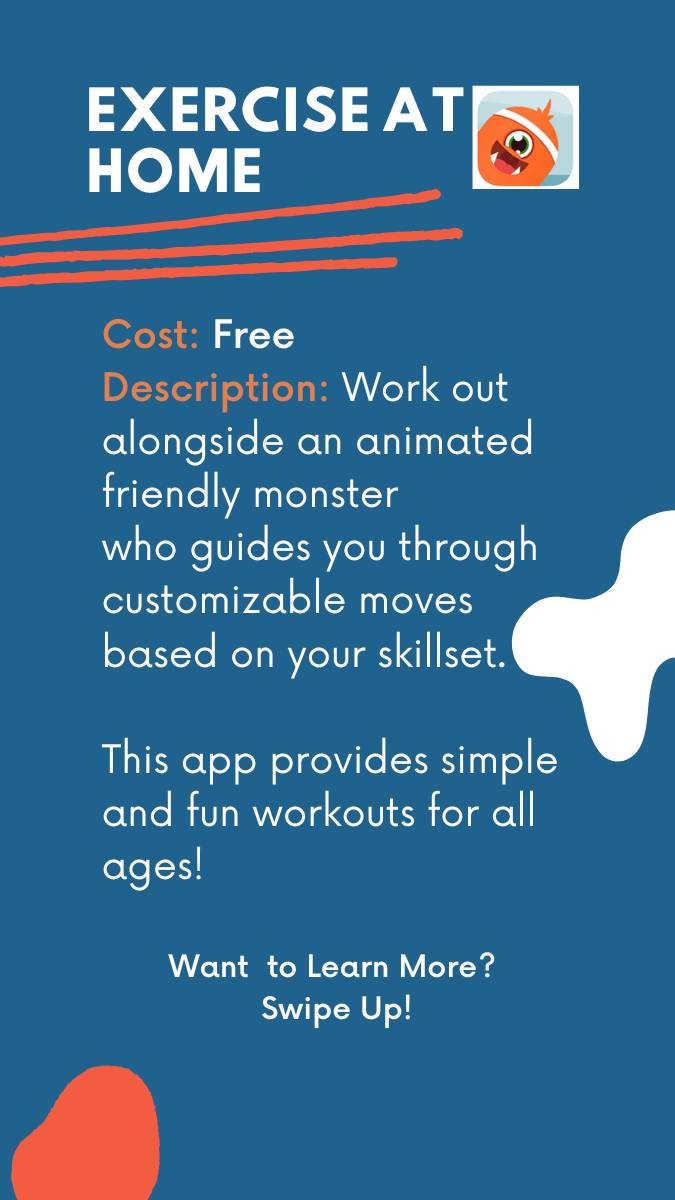 EXERCISE AT
HOME
Cost: Free
Description: Work out
alongside an animated
friendly monster
who guides you through
customizable moves
based on your skillset.
This app provides simple
and fun workouts for all
ages!
Want  to Learn More?
Swipe Up!